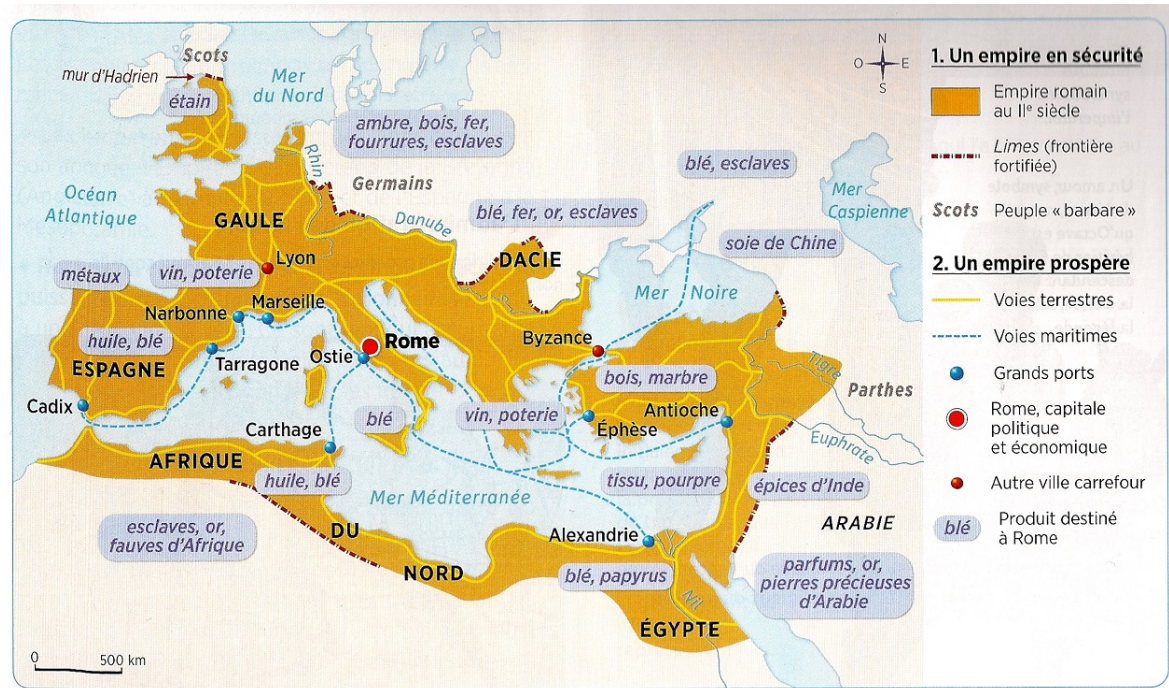 Scots
mur d'Hadrien
étain
Mer
du Nord
ambre, bois, fer,
fourrures, esclaves
N
O
E
S
Océan
Atlantique
Rhin
Germains
Danube
blé, esclaves
Mer
Caspienne
GAULE
blé, fer, or, esclaves
soie de Chine
Lyon
DACIE
métaux
vin, poterie
Mer Noire
Narbonne
Marseille
huile, blé
ESPAGNE
Tarragone
Ostie
Rome
Byzance
bois, marbre
Tigre
Parthes
Cadix
Carthage
blé
vin, poterie
Éphèse
Antioche
Euphrate
AFRIQUE
huile, blé
Mer Méditerranée
tissu, pourpre
épices d'Inde
esclaves, or,
fauves d'Afrique
DU
NORD
Alexandrie
ARABIE
blé, papyrus
parfums, or,
pierres précieuses
d'Arabie
Nil
ÉGYPTE
0
500 km
1. Un empire en sécurité
Empire romain
au IIe siècle
Limes (frontière
fortifiée)
Scots
Peuple « barbare »
2. Un empire prospère
Voies terrestres
Voies maritimes
Grands ports
Rome, capitale
politique
et économique
Autre ville carrefour
blé
Produit destiné
à Rome